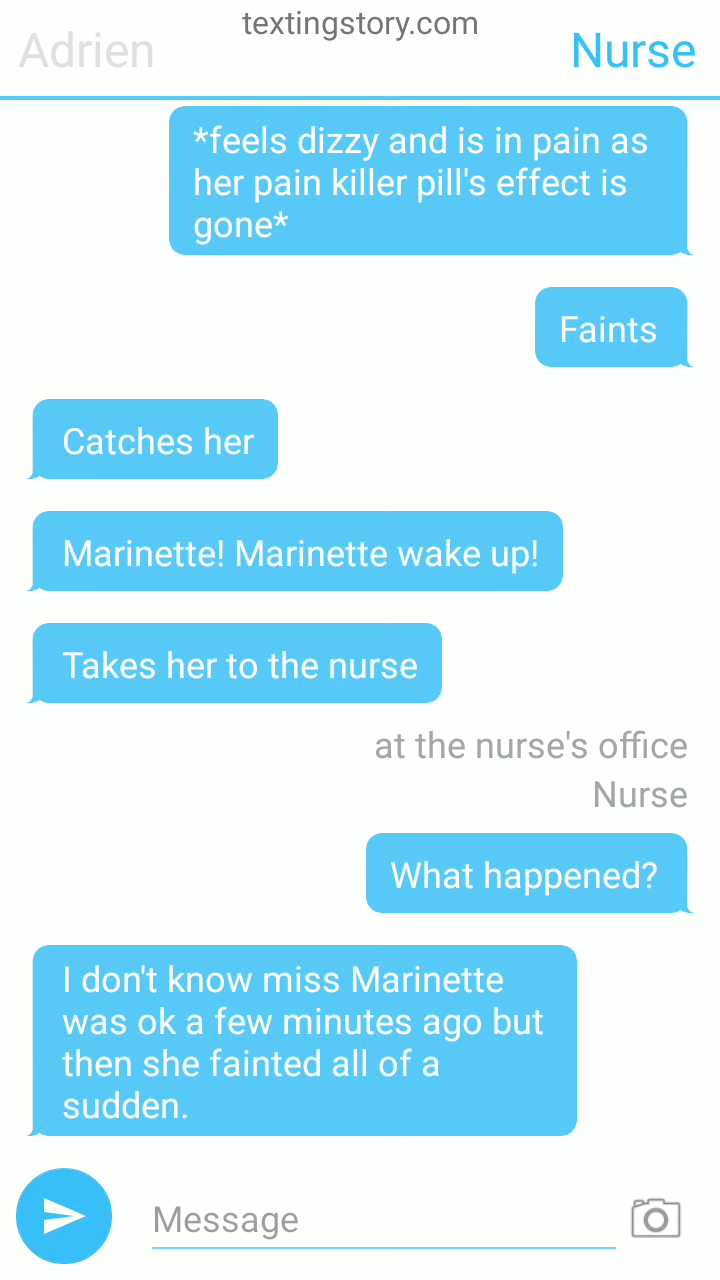 textingstory.com
Adrien
Nurse
*feels dizzy and is in pain as
her pain killer pill's effect is
gone*
Faints
Catches her
Marinette! Marinette wake up!
Takes her to the nurse
at the nurse's office
Nurse
What happened?
I don't know miss Marinette
was ok a few minutes ago but
then she fainted all of a
sudden.
Message